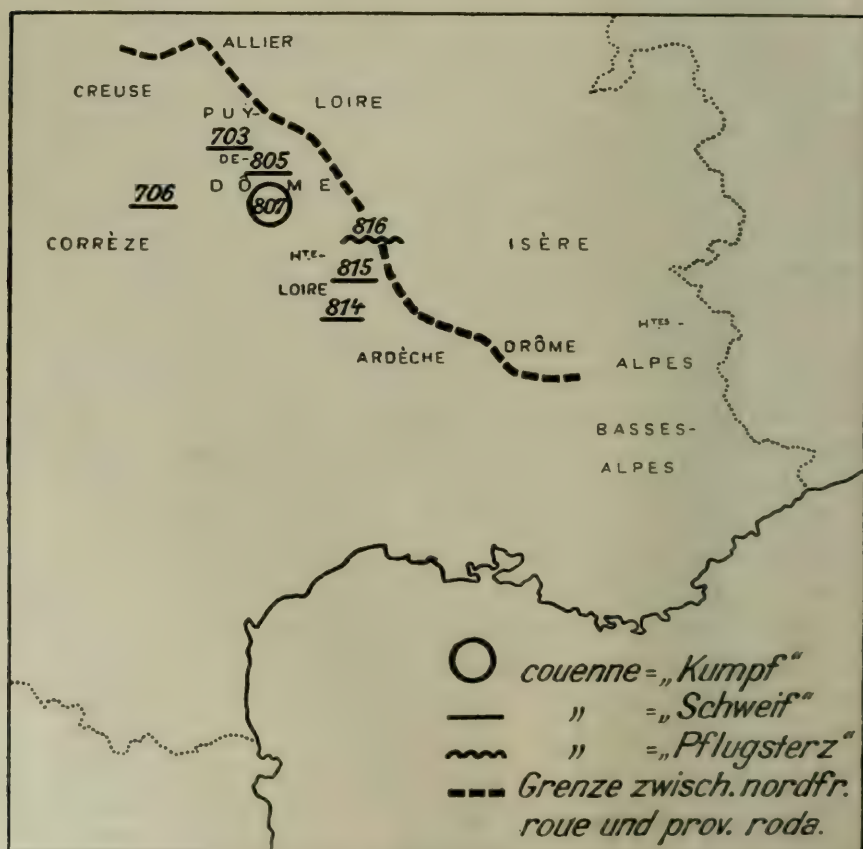 ALLIER
CREUSE
PUY-
LOIRE
703
DE-
805
DÔME
706
807
816
CORRÈZE
ISÈRE
HTE-
815
LOIRE
814
HTES-
DRÔME
ARDÈCHE
ALPES
BASSES-
ALPES
couenne = „Kumpf“
„ = „Schweif“
„ = „Pflugsterz“
Grenze zwisch. nordfr.
roue und prov. roda.